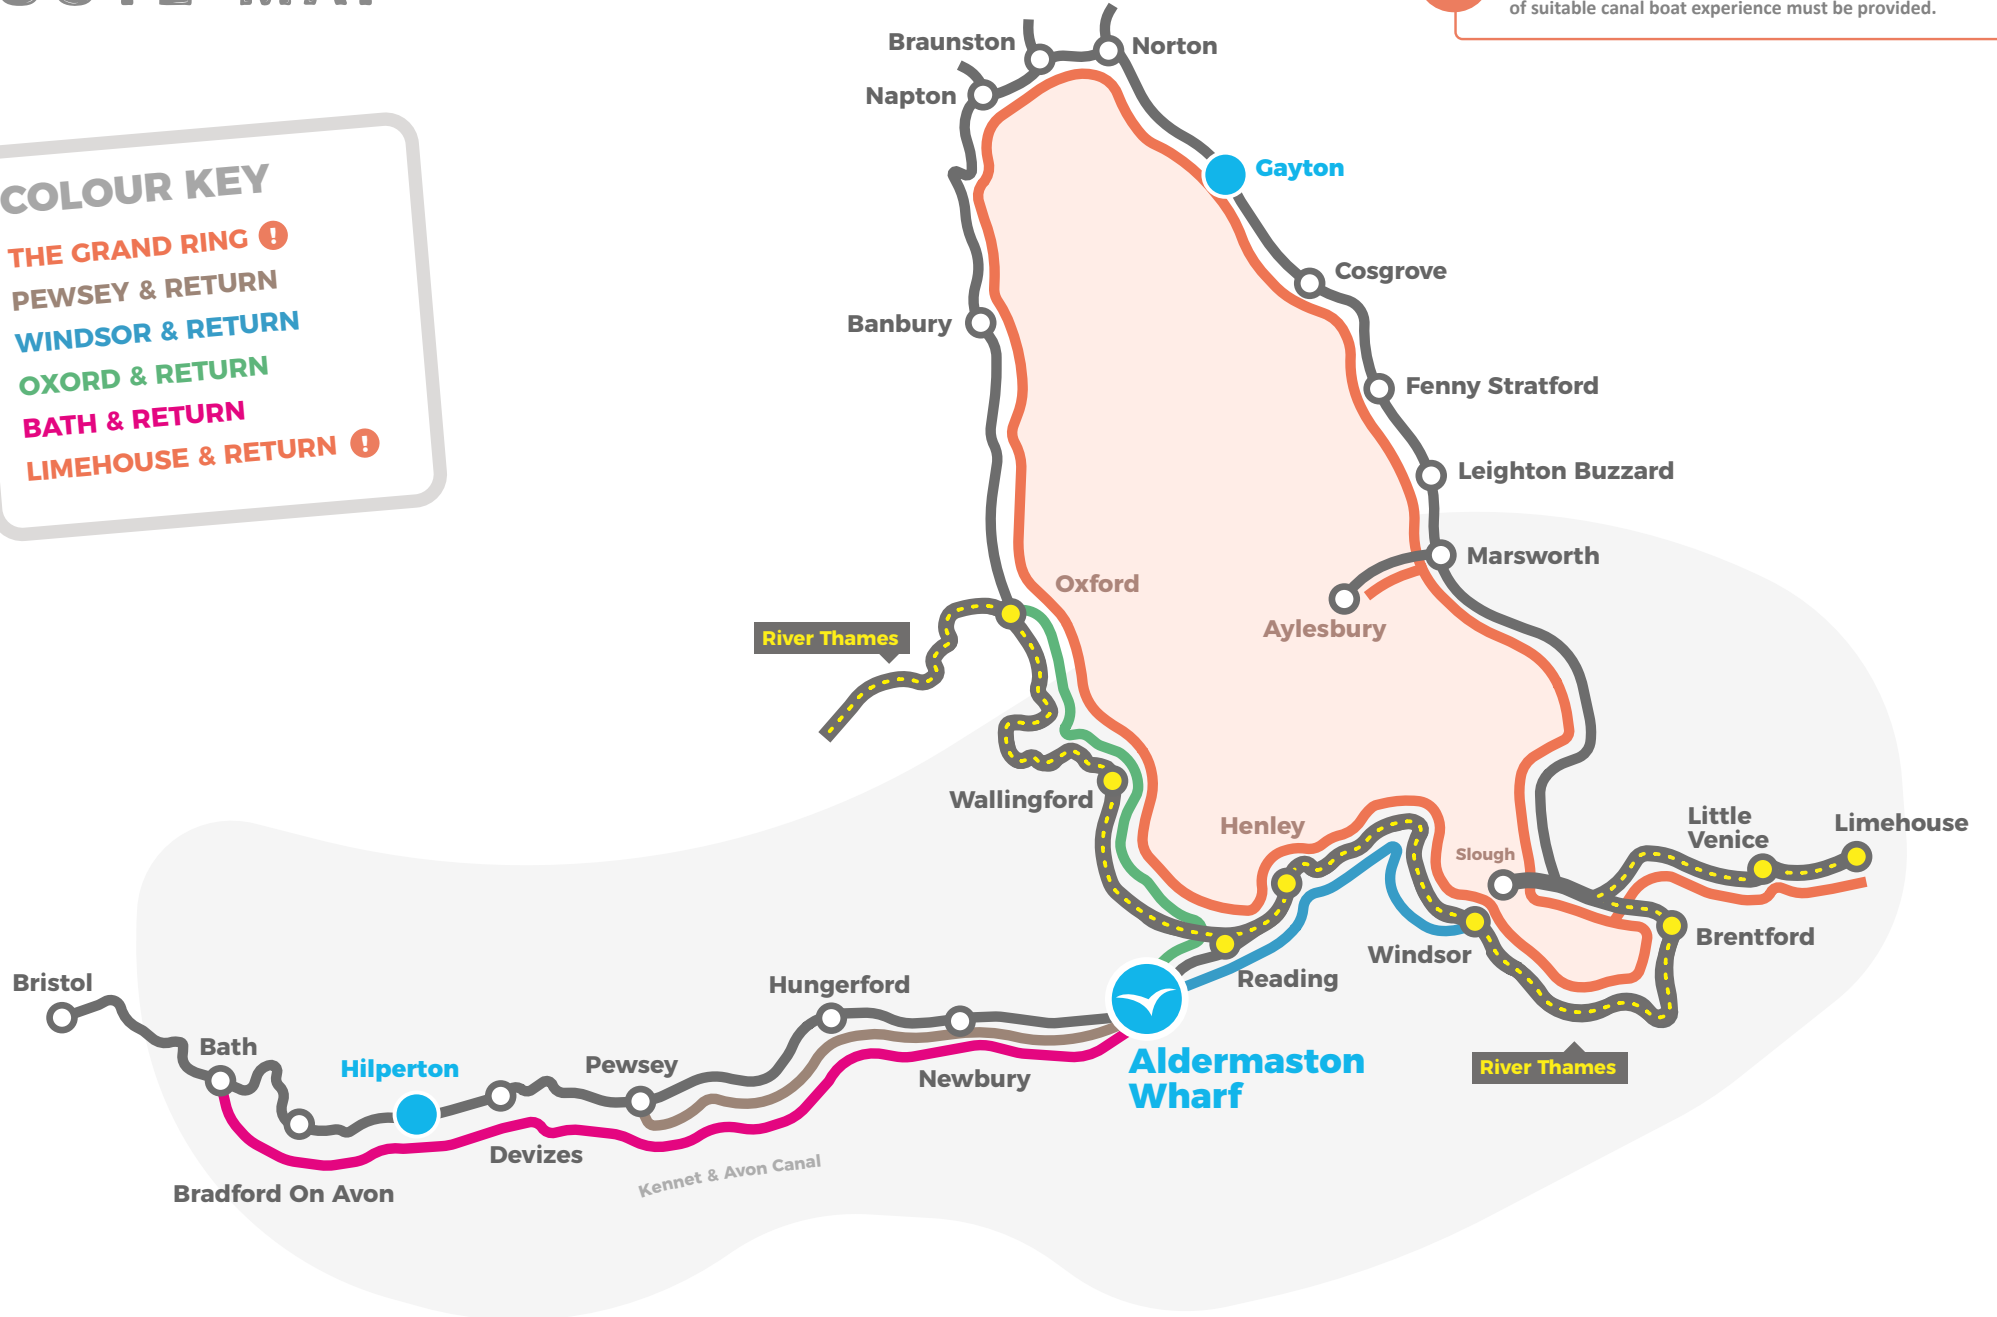 of suitable canal boat experience must be provided.
COLOUR KEY
THE GRAND RING !
PEWSEY & RETURN
WINDSOR & RETURN
OXORD & RETURN
BATH & RETURN
LIMEHOUSE & RETURN !
Braunston
Norton
Napton
Gayton
Cosgrove
Banbury
Fenny Stratford
Leighton Buzzard
Marsworth
Oxford
Aylesbury
River Thames
Wallingford
Henley
Slough
Little
Venice
Limehouse
Windsor
Brentford
Reading
Bristol
Hungerford
Bath
Hilperton
Pewsey
Newbury
Aldermaston
Wharf
River Thames
Devizes
Kennet & Avon Canal
Bradford On Avon